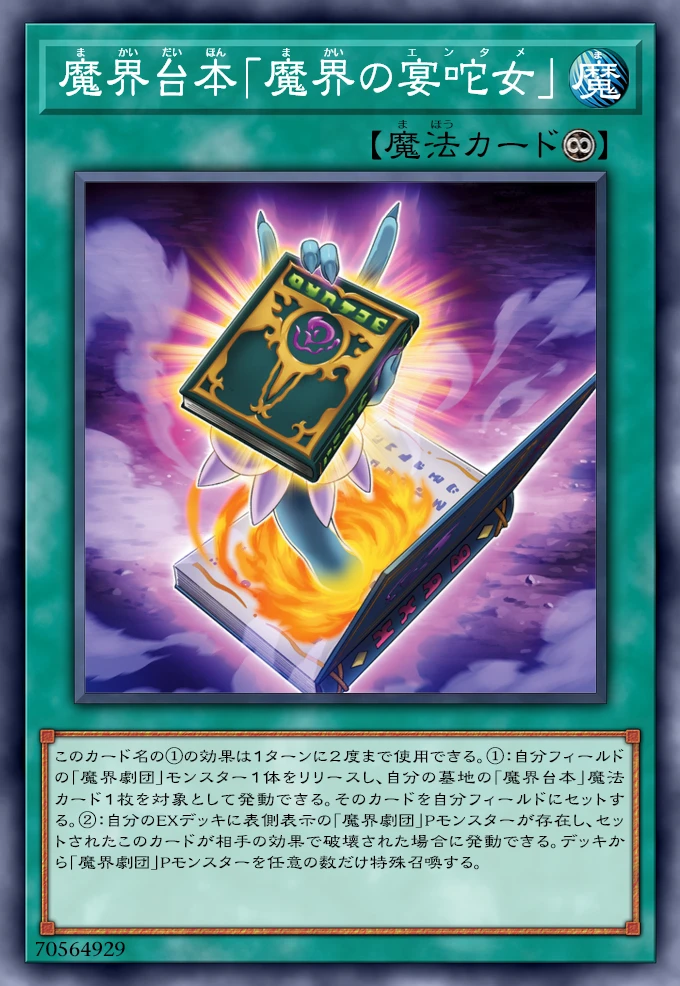 魔界台本「魔界の宴咜女」 魔
【魔法カード】
このカード名の①の効果は1ターンに2度まで使用できる。①:自分フィールド
の「魔界劇団」モンスター1体をリリースし、自分の墓地の「魔界台本」魔法
カード1枚を対象として発動できる。そのカードを自分フィールドにセットす
る。②:自分のEXデッキに表側表示の「魔界劇団」Pモンスターが存在し、セッ
トされたこのカードが相手の効果で破壊された場合に発動できる。デッキか
ら「魔界劇団」Pモンスターを任意の数だけ特殊召喚する。
70564929